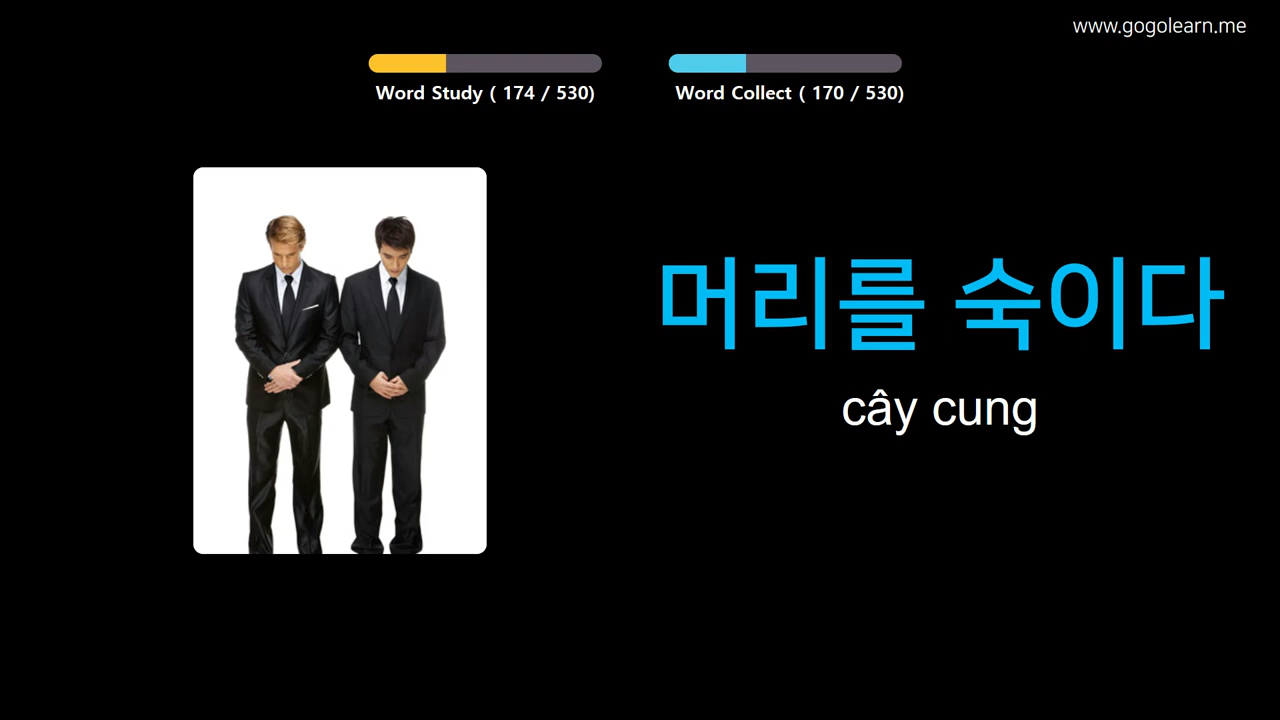 www.gogolearn.me
Word Study ( 174 / 530)
Word Collect ( 170 / 530)
머리를 숙이다
cây cung